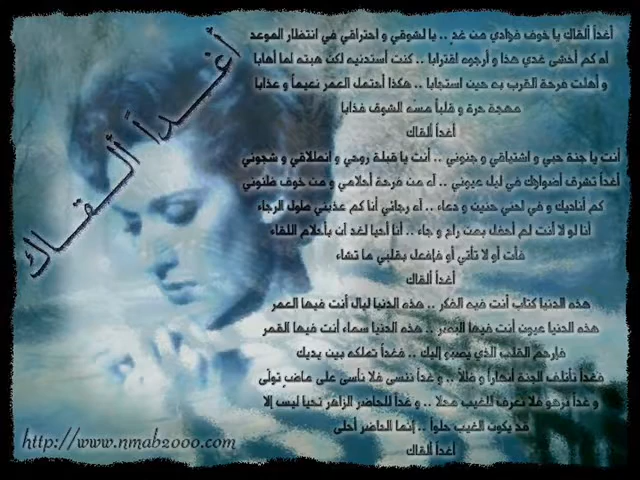 أغداً ألقاك
أغداً ألقاك يا خوف فؤادي من غدٍ .. يا لشوقي و احتراقي في انتظار الموعد
آه كم أخشى غدي هذا و أرجوه اقترابا .. كنت أستدنيه لكن هبته لما أهابا
و أهلت فرحة القرب به حين استجابا .. هكذا أحتمل العمر نعيماً و عذابا
مهجة حرة و قلباً مسّه الشوق فذابا
أغداً ألقاك
أنت يا جنة حبي و اشتياقي و جنوني .. أنت يا قبلة روحي و انطلاقي و شجوني
أغداً تشرق أضواؤك في ليل عيوني .. آه من فرحة أحلامي و من خوف ظنوني
كم أناديك و في لحني حنين و دعاء .. آه رجائي أنا كم عذبني طول الرجاء
أنا لو لا أنت لم أحفل بمن راح و جاء .. أنا أحيا لغد آت بأحلام اللقاء
فأت أو لا تأتي أو فإفعل بقلبي ما تشاء
أغداً ألقاك
هذه الدنيا كتاب أنت فيه الفكر .. هذه الدنيا ليال أنت فيها العمر
هذه الدنيا عيون أنت فيها البصر .. هذه الدنيا سماء أنت فيها القمر
فإرحم القلب الذي يصبو إليك .. فغداً تملكه بين يديك
فغداً تأتلف الجنة أنهاراً و ظلاً .. و غداً ننسى فلا نأسى على ماضٍ تولّى
و غداً نزهو فلا نعرف للغيب محلا .. و غداً للحاضر الزاهر نحيا ليس إلا
قد يكون الغيب حلواً .. إنما الحاضر أحلى
أغداً ألقاك
http://www.nmab2000.com